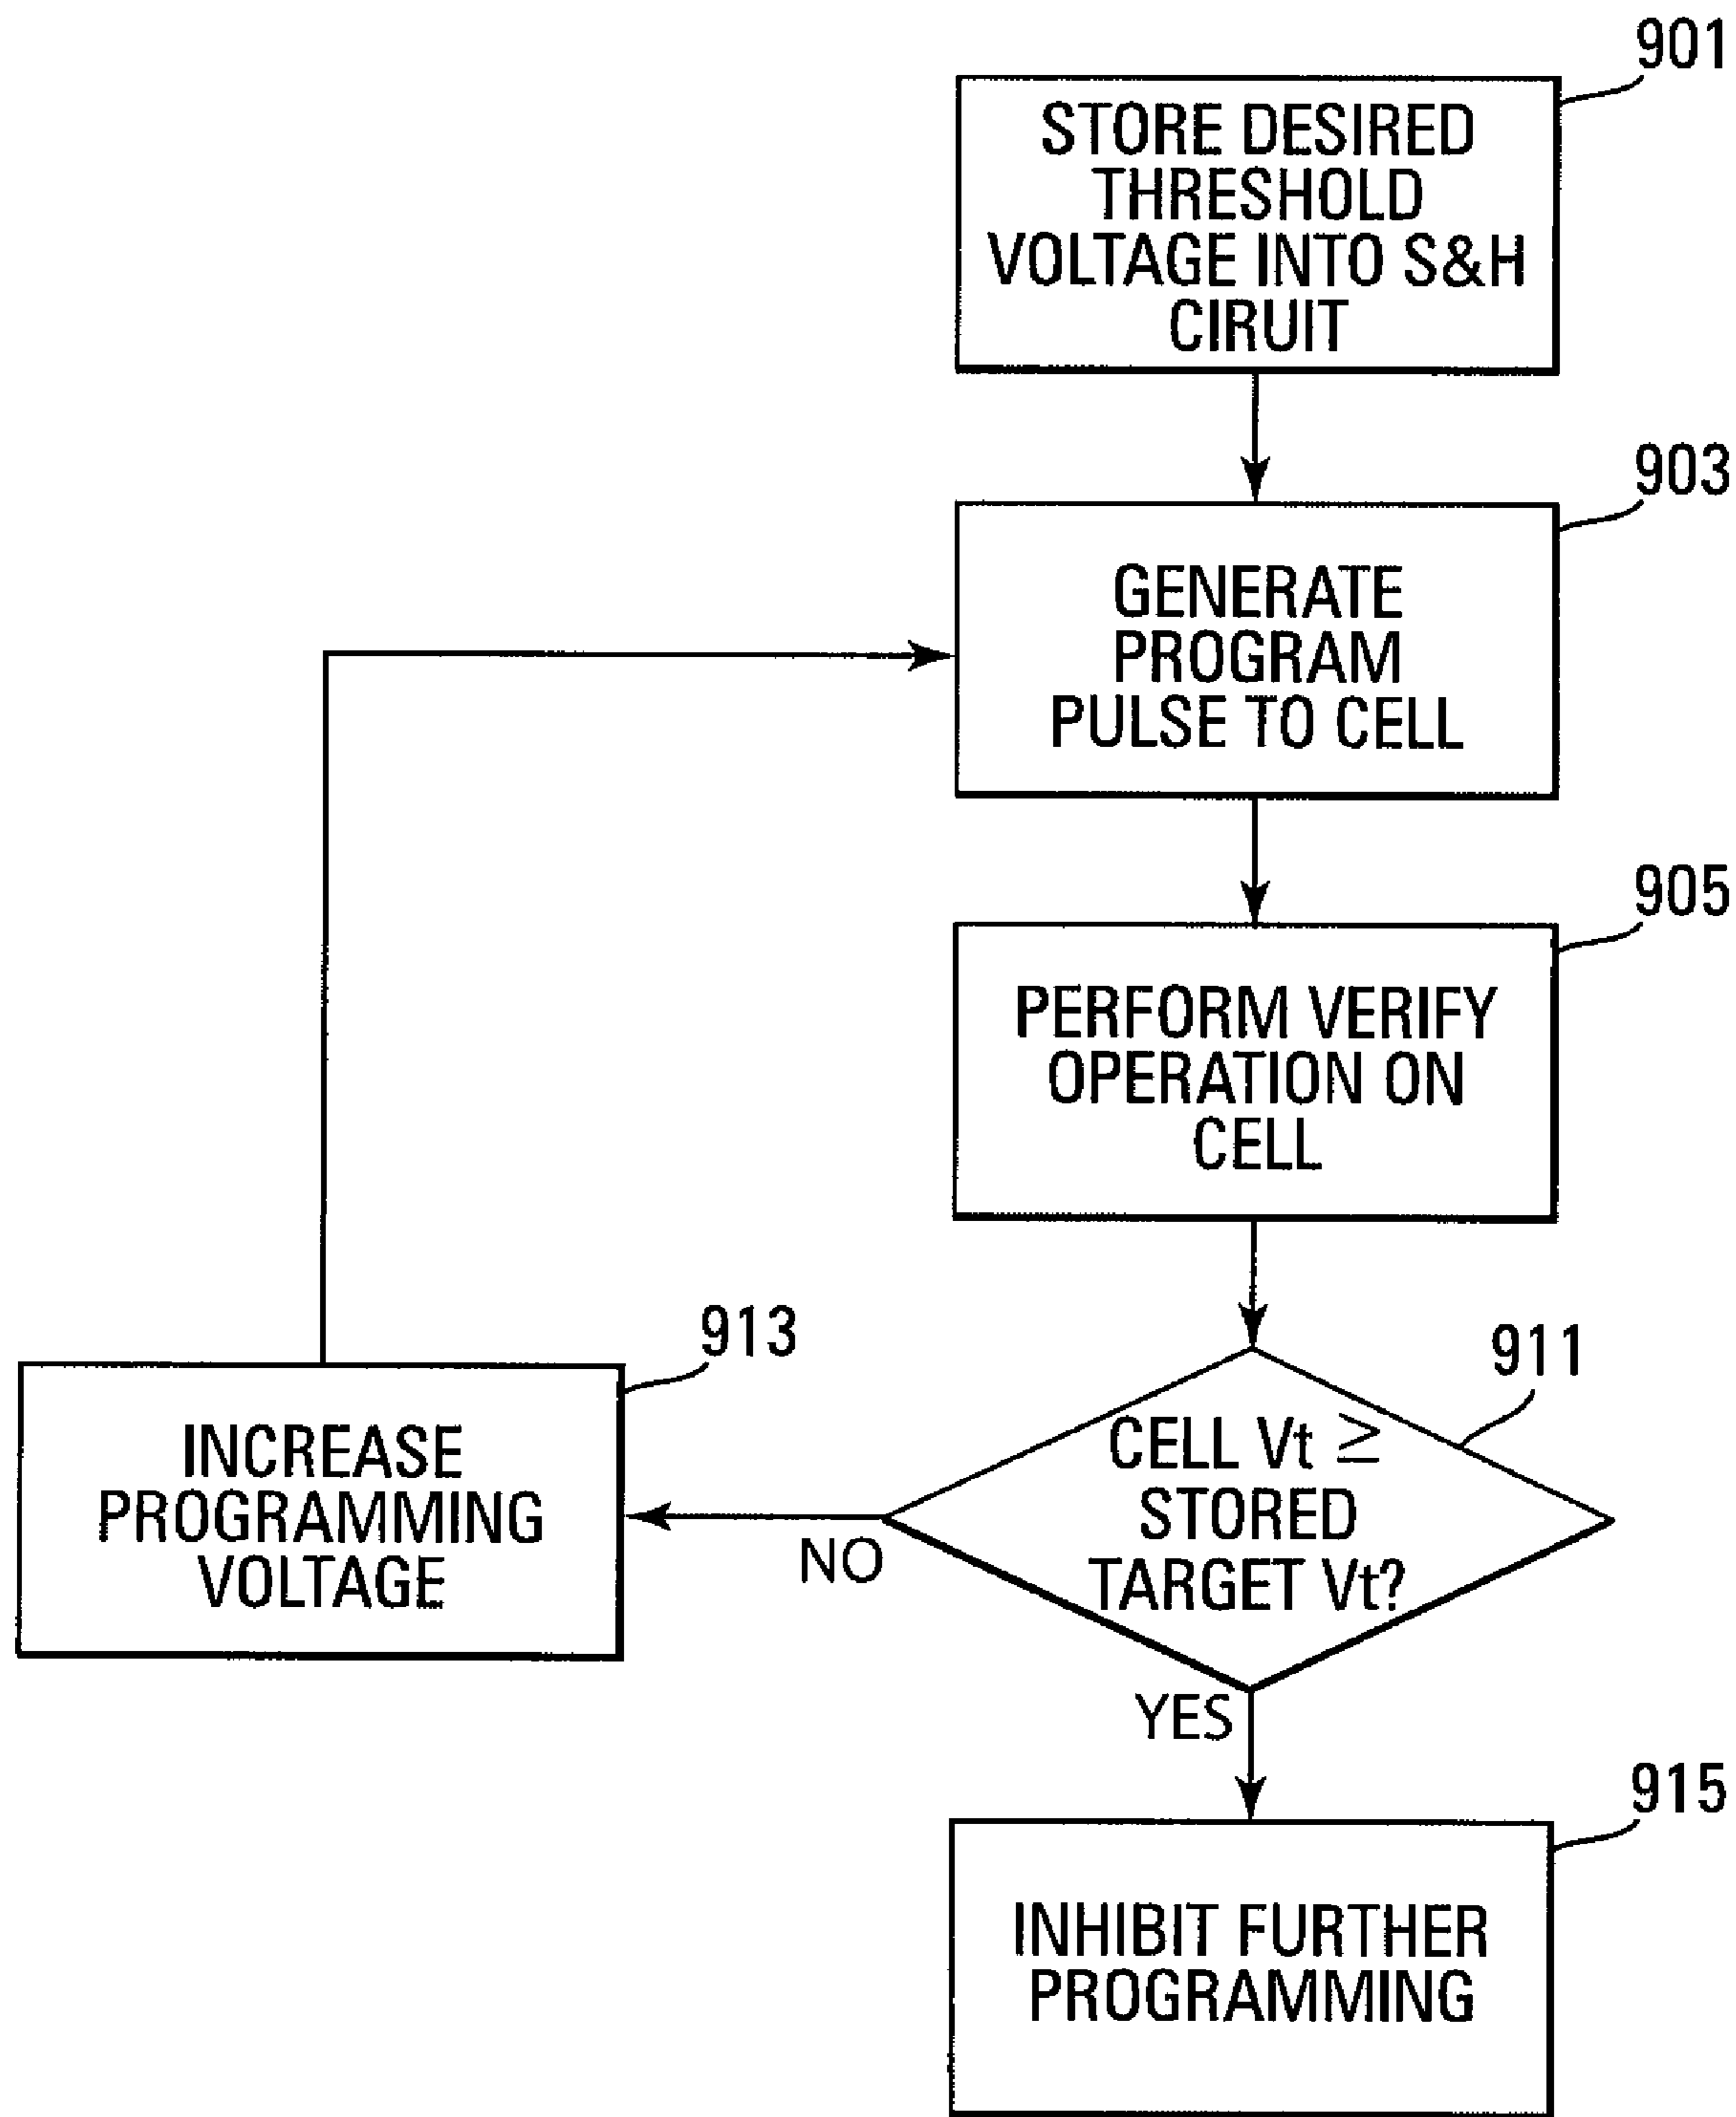 901
STORE DESIRED
THRESHOLD
VOLTAGE INTO S&H
CIRUIT
903
GENERATE
PROGRAM
PULSE TO CELL
905
PERFORM VERIFY
OPERATION ON
CELL
913
INCREASE
PROGRAMMING
VOLTAGE
911
CELL Vt ≥
STORED
TARGET Vt?
NO
YES
915
INHIBIT FURTHER
PROGRAMMING